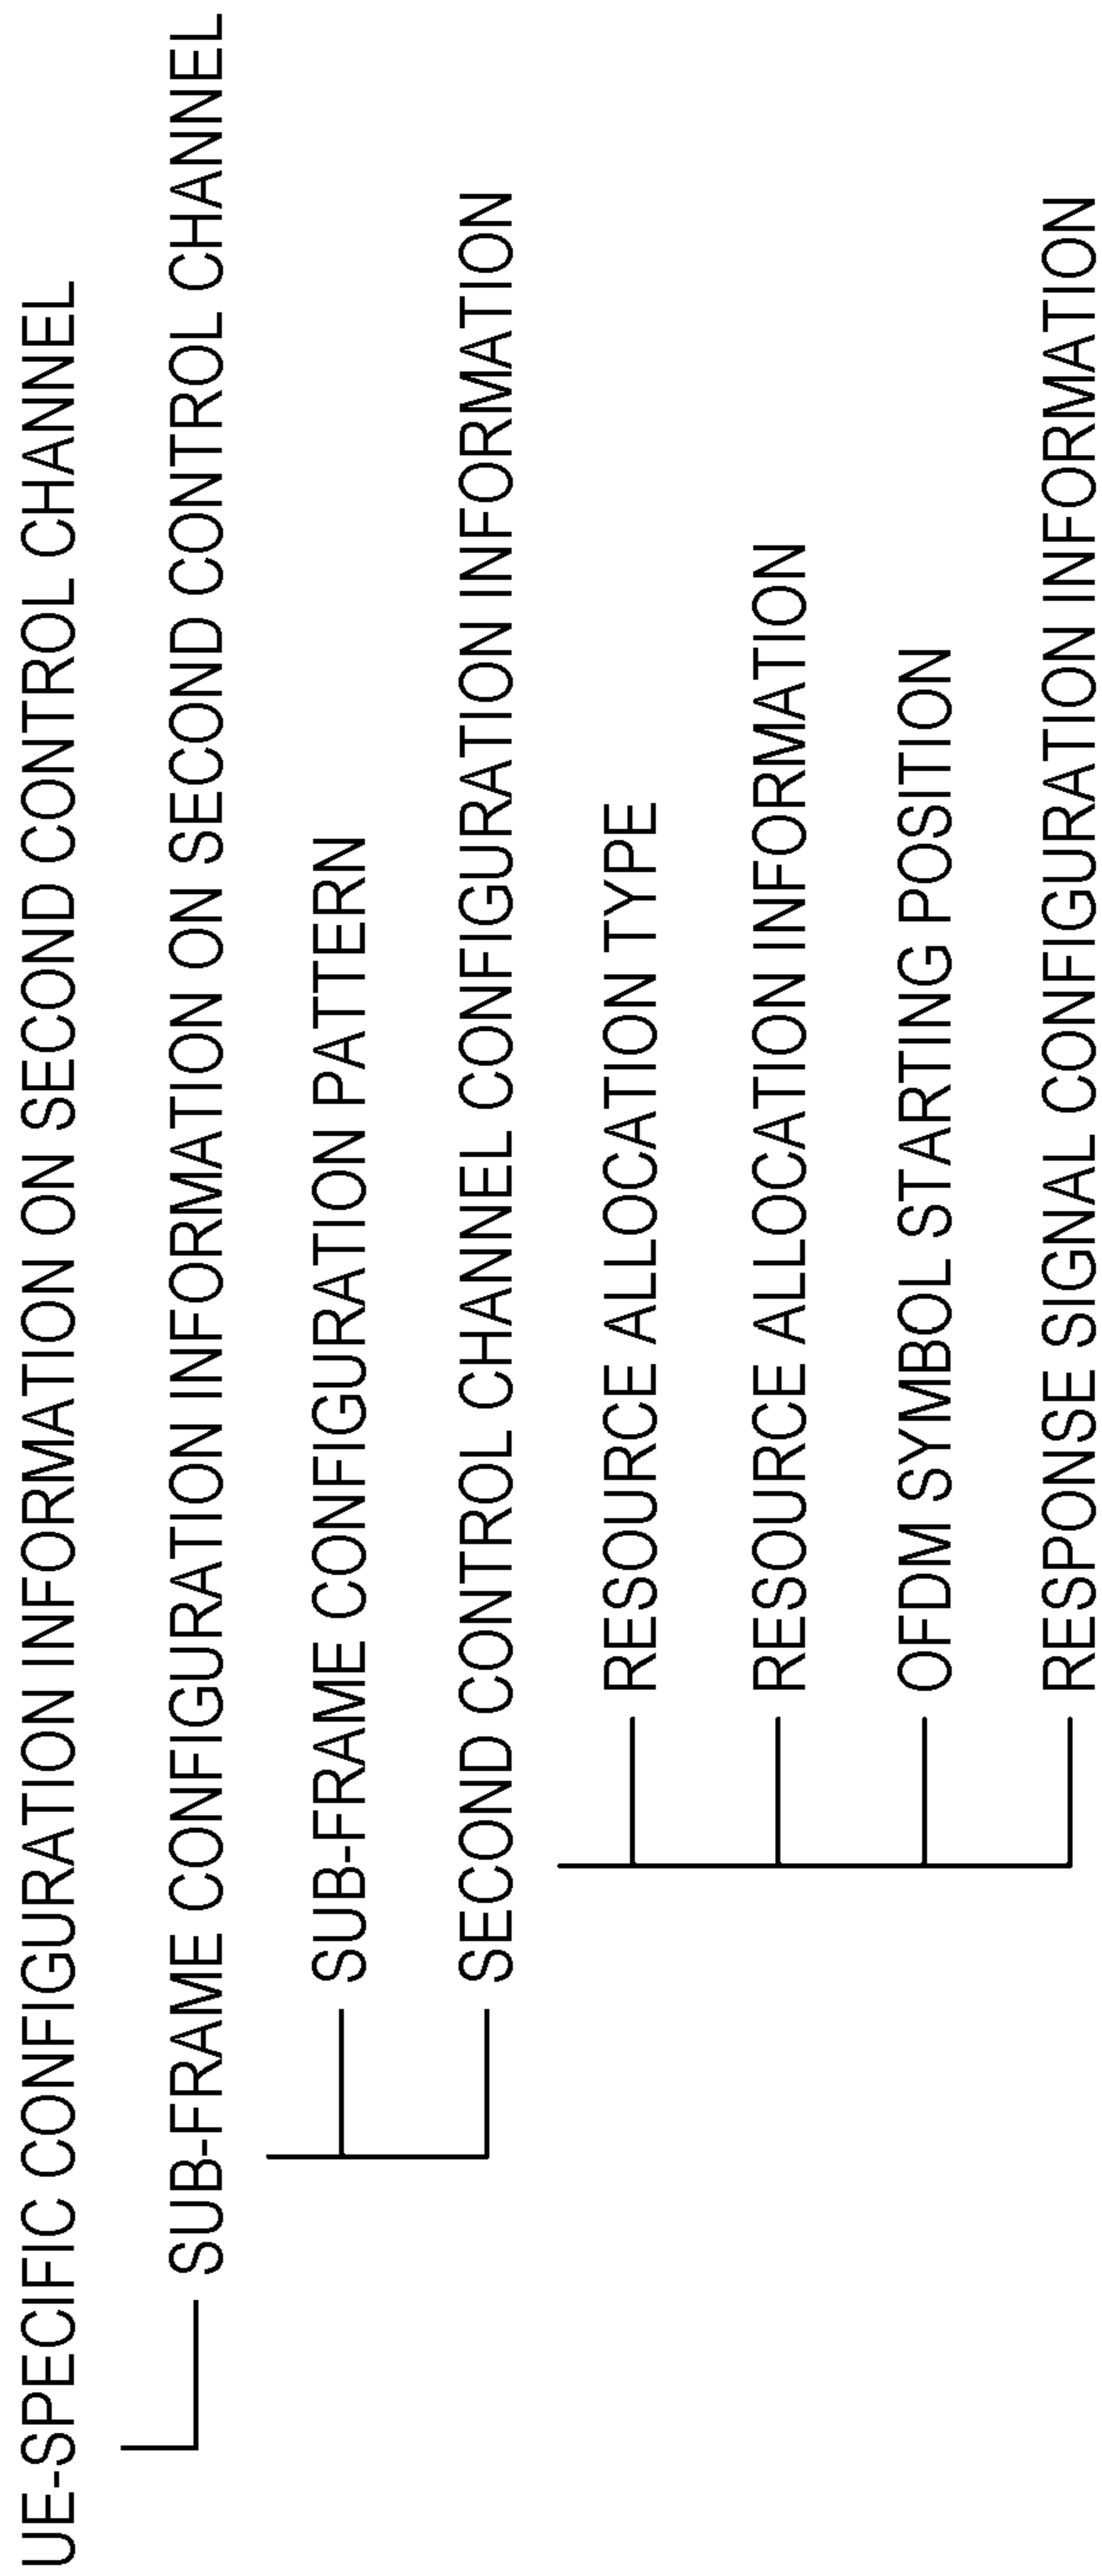 UE-SPECIFIC CONFIGURATION INFORMATION ON SECOND CONTROL CHANNEL
SUB-FRAME CONFIGURATION INFORMATION ON SECOND CONTROL CHANNEL
SUB-FRAME CONFIGURATION PATTERN
SECOND CONTROL CHANNEL CONFIGURATION INFORMATION
RESOURCE ALLOCATION TYPE
RESOURCE ALLOCATION INFORMATION
OFDM SYMBOL STARTING POSITION
RESPONSE SIGNAL CONFIGURATION INFORMATION